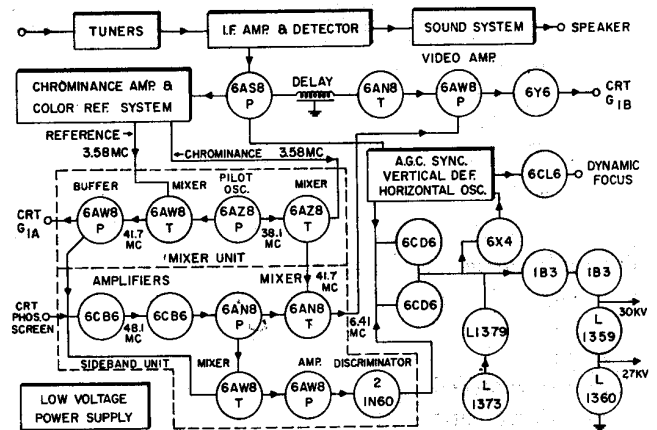 TUNERS
I.F. AMP. & DETECTOR
SOUND SYSTEM
SPEAKER
VIDEO AMP.
CHROMINANCE AMP. &
COLOR REF. SYSTEM
6AS8
P
DELAY
6AN8
T
6AW8
P
6Y6
CRT
G1B
REFERENCE
3.58MC
CHROMINANCE
3.58MC
A.G.C. SYNC.
VERTICAL DEF.
HORIZONTAL OSC.
6CL6
DYNAMIC
FOCUS
BUFFER
MIXER
PILOT
OSC.
MIXER
CRT
G1A
6AW8
P
41.7
MC
6AW8
T
6AZ8
P
38.1
MC
6AZ8
T
MIXER UNIT
6CD6
6X4
6CD6
1B3
1B3
AMPLIFIERS
MIXER
41.7
MC
CRT
PHOS.
SCREEN
6CB6
48.1
MC
6CB6
6AN8
P
6AN8
T
6.41
MC
L1379
L
1359
30KV
SIDEBAND UNIT
MIXER
AMP.
DISCRIMINATOR
6AW8
T
6AW8
P
2
1N60
L
1373
27KV
L
1360
LOW VOLTAGE
POWER SUPPLY